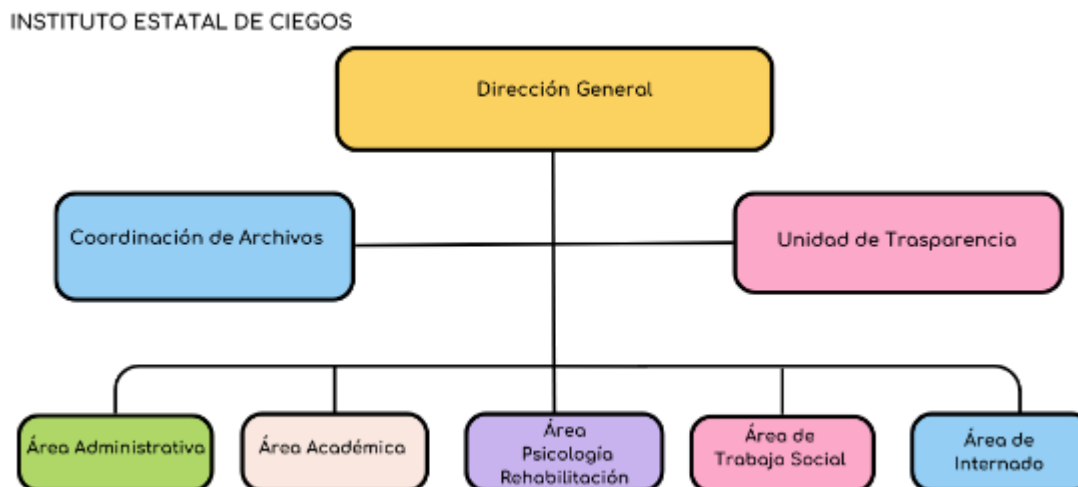 INSTITUTO ESTATAL DE CIEGOS
Dirección General
Coordinación de Archivos
Unidad de Trasparencia
Área Administrativa
Área Académica
Área
Psicología
Rehabilitación
Área de
Trabajo Social
Área de
Internado